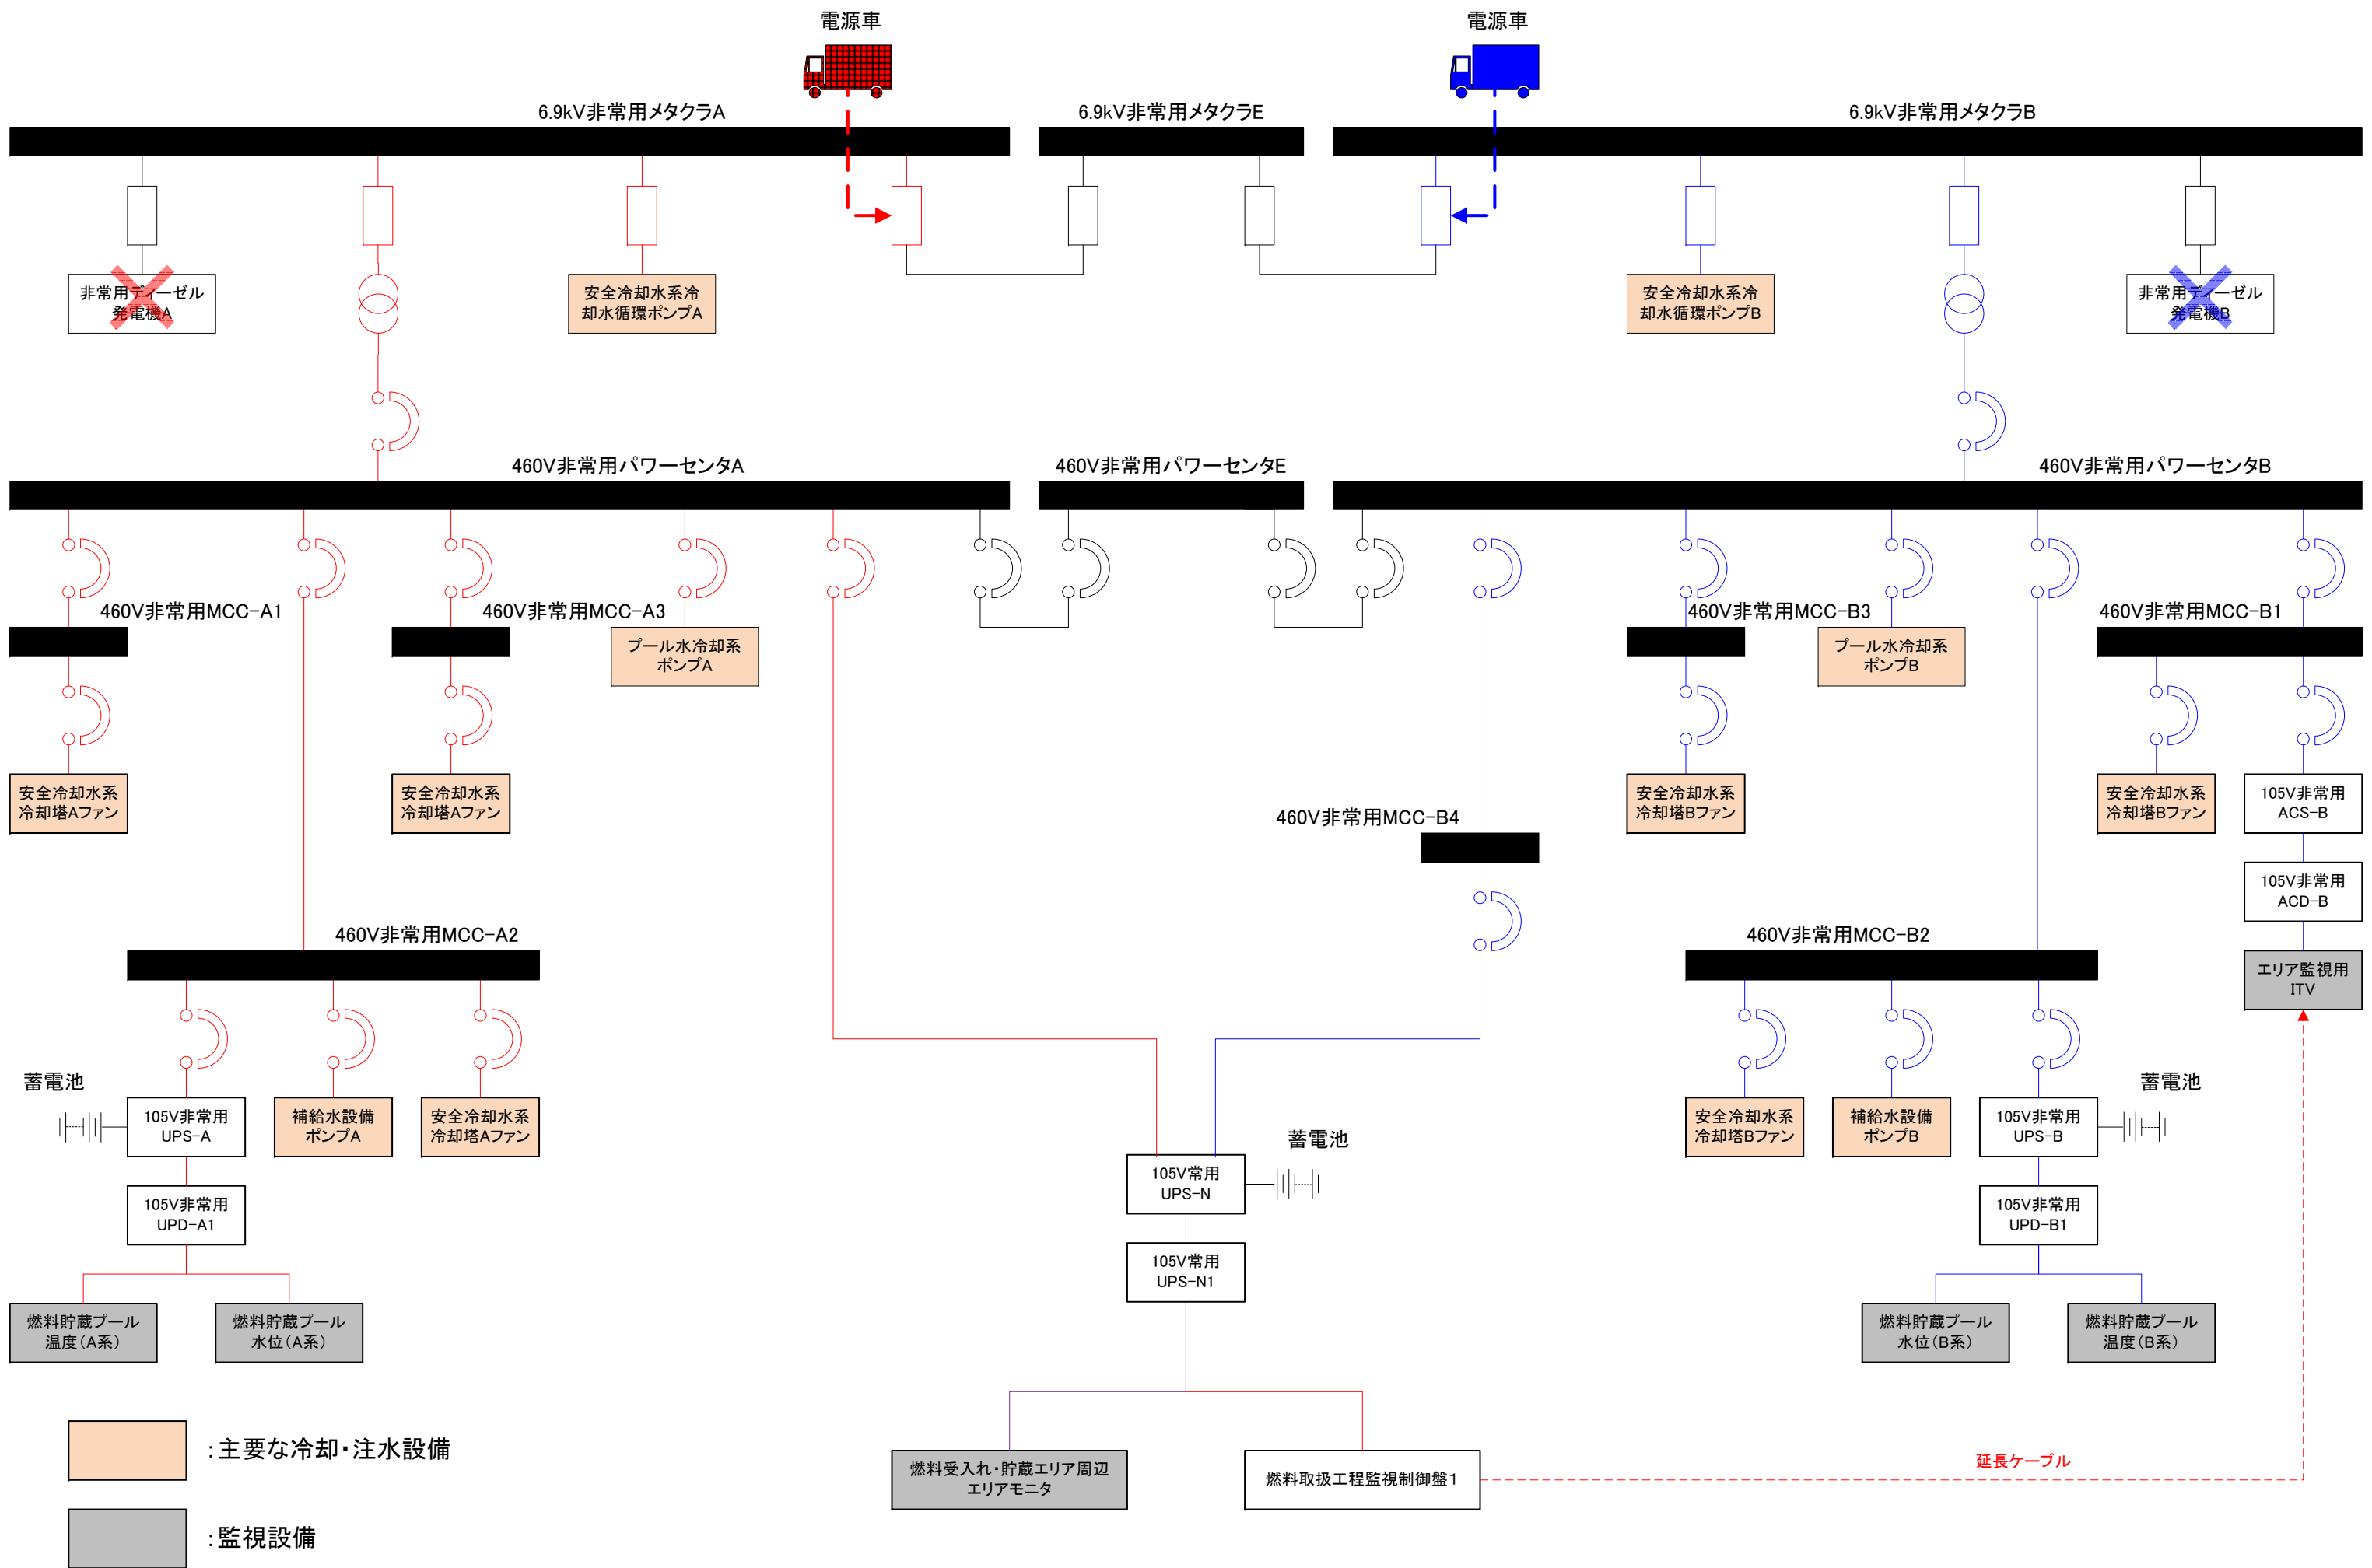 電源車
電源車
6.9kV非常用メタクラA
6.9kV非常用メタクラE
6.9kV非常用メタクラB
非常用ディーゼル
発電機A
安全冷却水系冷
却水循環ポンプA
安全冷却水系冷
却水循環ポンプB
非常用ディーゼル
発電機B
460V非常用パワーセンタA
460V非常用パワーセンタE
460V非常用パワーセンタB
460V非常用MCC-A1
460V非常用MCC-A3
プール水冷却系
ポンプA
460V非常用MCC-B3
プール水冷却系
ポンプB
460V非常用MCC-B1
安全冷却水系
冷却塔Aファン
安全冷却水系
冷却塔Aファン
460V非常用MCC-B4
安全冷却水系
冷却塔Bファン
安全冷却水系
冷却塔Bファン
105V非常用
ACS-B
105V非常用
ACD-B
460V非常用MCC-A2
460V非常用MCC-B2
エリア監視用
ITV
蓄電池
105V非常用
UPS-A
補給水設備
ポンプA
安全冷却水系
冷却塔Aファン
蓄電池
105V常用
UPS-N
安全冷却水系
冷却塔Bファン
補給水設備
ポンプB
105V非常用
UPS-B
蓄電池
105V非常用
UPD-A1
105V常用
UPS-N1
105V非常用
UPD-B1
燃料貯蔵プール
温度(A系)
燃料貯蔵プール
水位(A系)
燃料貯蔵プール
水位(B系)
燃料貯蔵プール
温度(B系)
:主要な冷却・注水設備
燃料受入れ・貯蔵エリア周辺
エリアモニタ
燃料取扱工程監視制御盤1
延長ケーブル
:監視設備